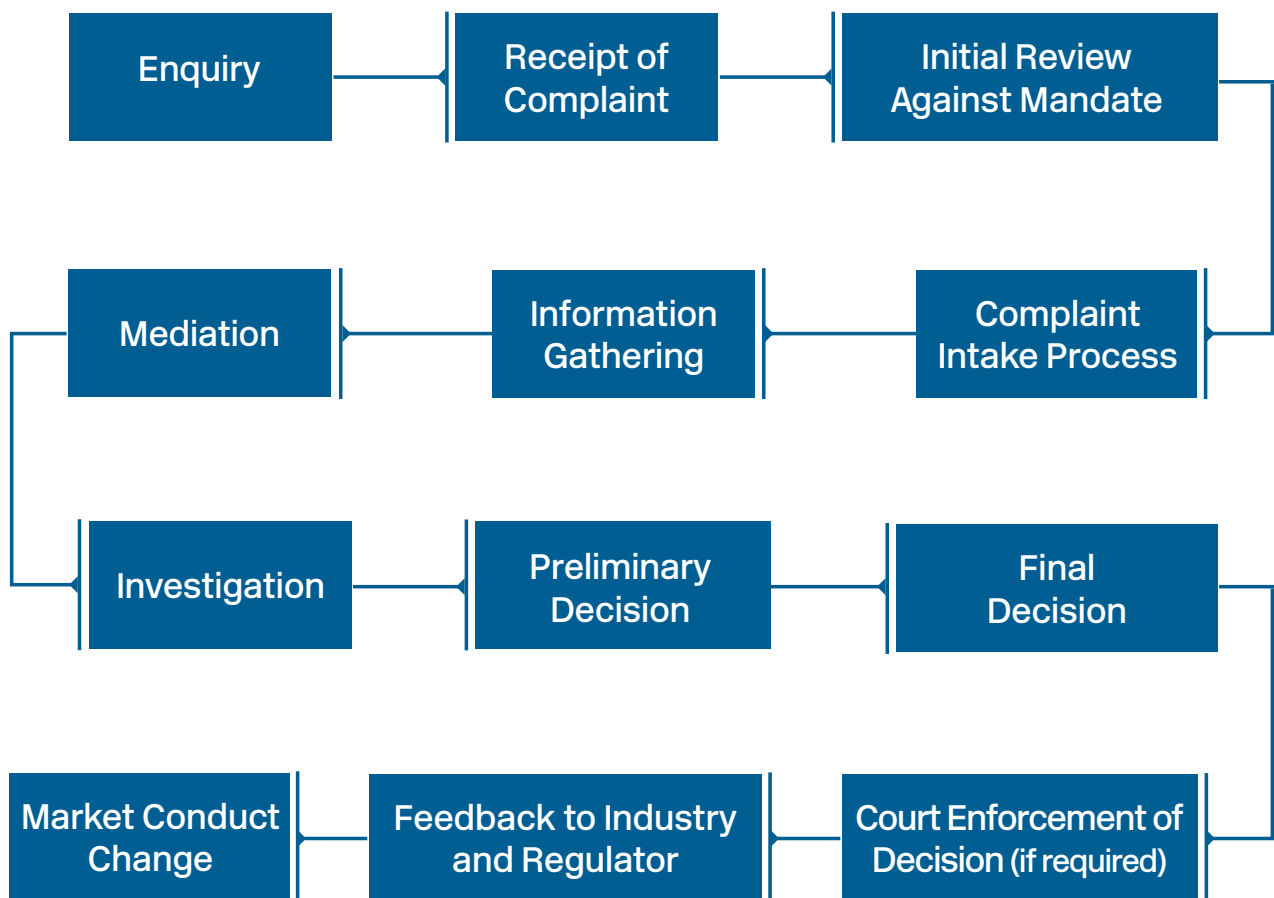 Enquiry
Receipt of
Complaint
Initial Review
Against Mandate
Complaint
Intake Process
Information
Gathering
Mediation
Investigation
Preliminary
Decision
Final
Decision
Court Enforcement of
Decision (if required)
Feedback to Industry
and Regulator
Market Conduct
Change